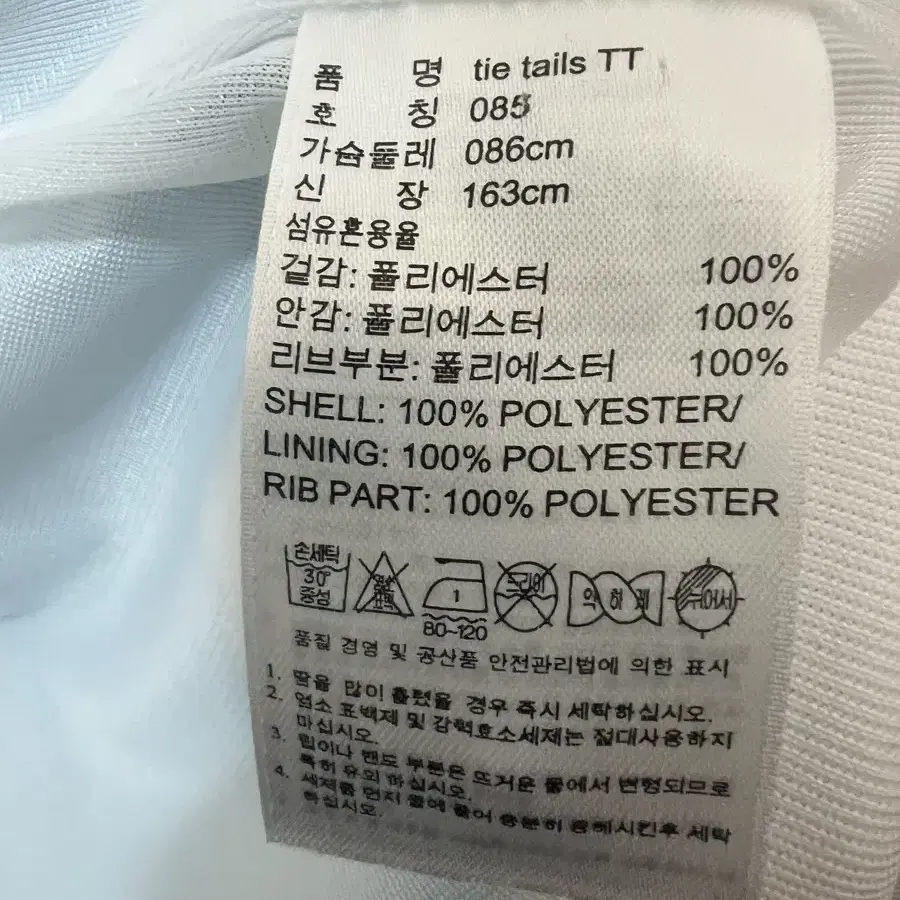 품 명 tie tails TT
호 칭 085
가슴둘레 086cm
신 장 163cm
섬유혼용율
겉감: 폴리에스터 100%
안감: 폴리에스터 100%
리브부분: 폴리에스터 100%
SHELL: 100% POLYESTER/
LINING: 100% POLYESTER/
RIB PART: 100% POLYESTER
손세탁
30°
중성
염소
표백
1
80~120
드라이
약하게
뉘어서
품질 경영 및 공산품 안전관리법에 의한 표시
1. 땀을 많이 흘렸을 경우 즉시 세탁하십시오.
2. 염소 표백제 및 강력효소세제는 절대사용하지
마십시오.
3. 립이나 밴드 부분은 뜨거운 물에서 변형되므로
특히 유의 하십시오.
4. 세제를 먼저 물에 풀어 충분히 용해시킨후 세탁
하십시오.